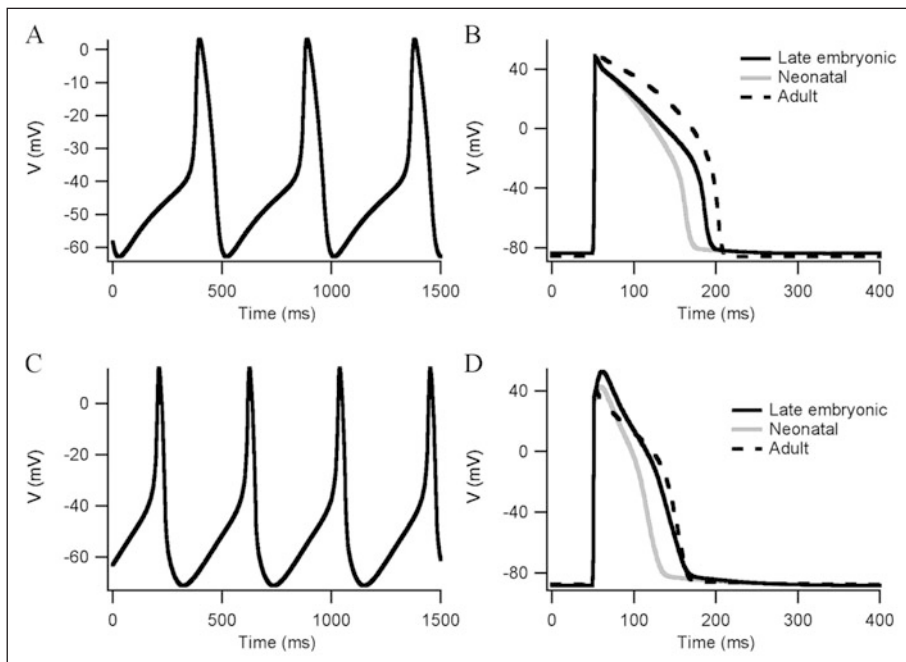 A
V (mV)
0
-10
-20
-30
-40
-50
-60
0 500 1000 1500
Time (ms)
B
V (mV)
40
0
-40
-80
Late embryonic
Neonatal
Adult
0 100 200 300 400
Time (ms)
C
V (mV)
0
-20
-40
-60
0 500 1000 1500
Time (ms)
D
V (mV)
40
0
-40
-80
Late embryonic
Neonatal
Adult
0 100 200 300 400
Time (ms)